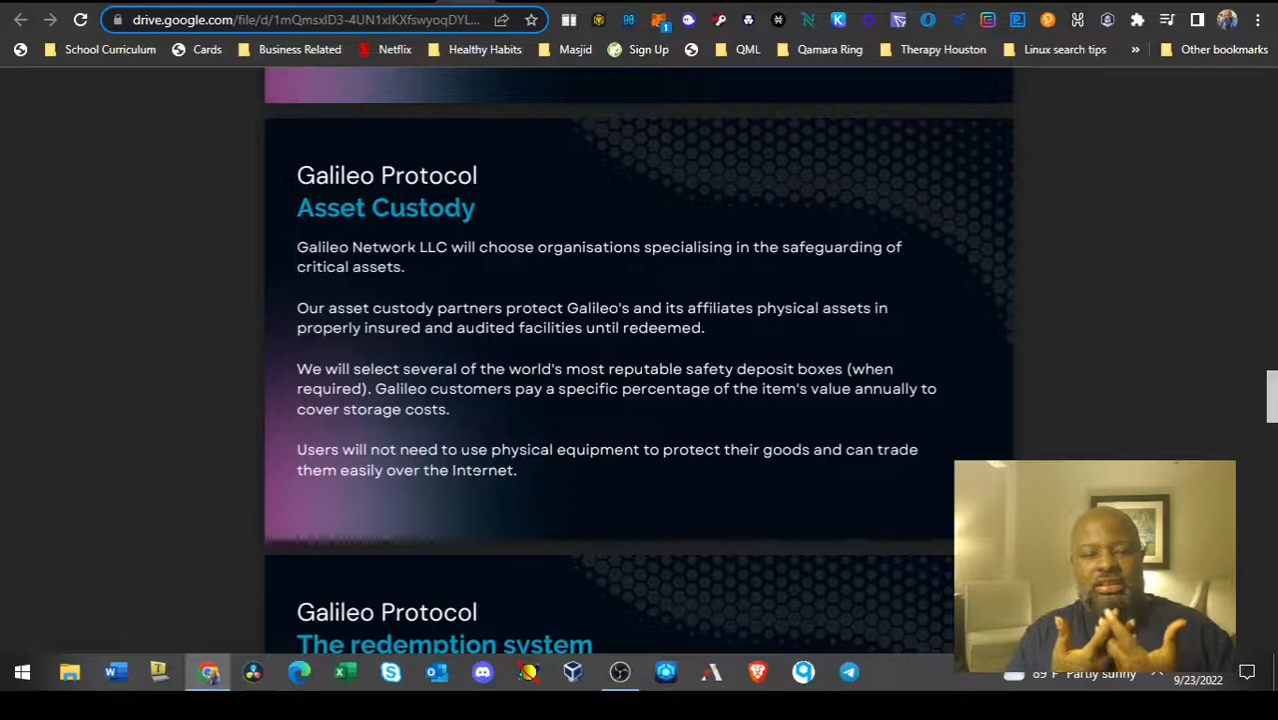 drive.google.com/file/d/1mQmsxID3-4UN1xIKXfswyoqDYL...
1
School Curriculum Cards Business Related Netflix Healthy Habits Masjid Sign Up QML Qamara Ring Therapy Houston Linux search tips » Other bookmarks
Galileo Protocol
Asset Custody
Galileo Network LLC will choose organisations specialising in the safeguarding of
critical assets.
Our asset custody partners protect Galileo's and its affiliates physical assets in
properly insured and audited facilities until redeemed.
We will select several of the world's most reputable safety deposit boxes (when
required). Galileo customers pay a specific percentage of the item's value annually to
cover storage costs.
Users will not need to use physical equipment to protect their goods and can trade
them easily over the Internet.
Galileo Protocol
The redemption system
89°F Partly sunny
9/23/2022